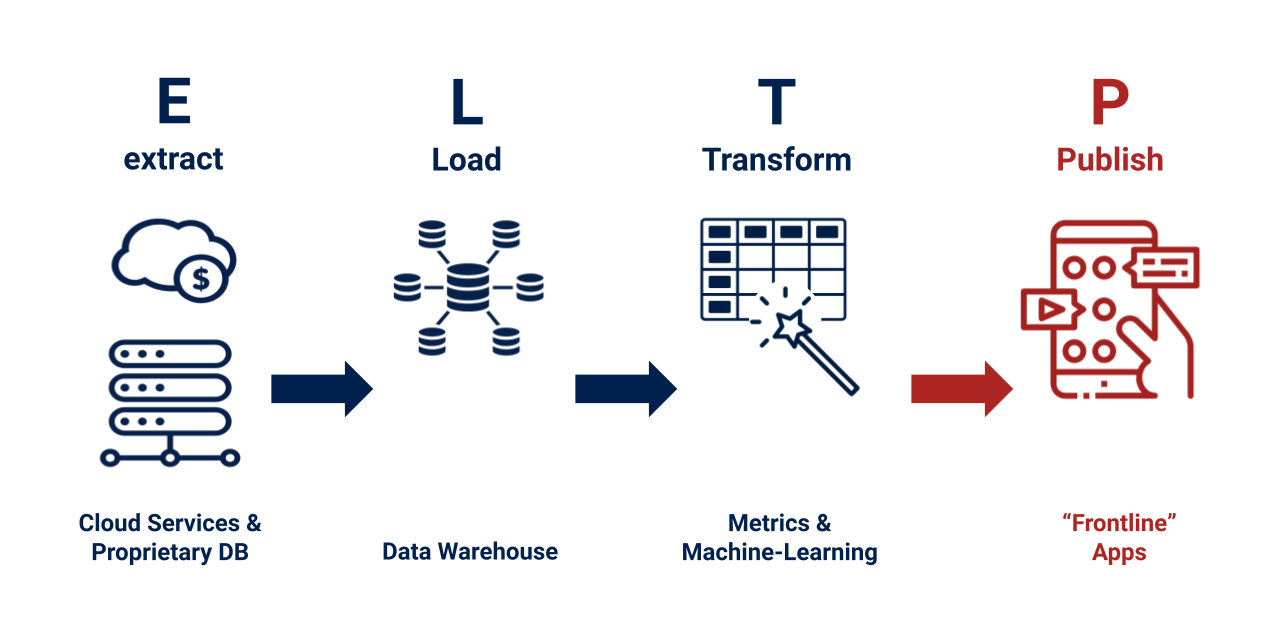 E
extract
L
Load
T
Transform
P
Publish
$
Cloud Services &
Proprietary DB
Data Warehouse
Metrics &
Machine-Learning
“Frontline”
Apps